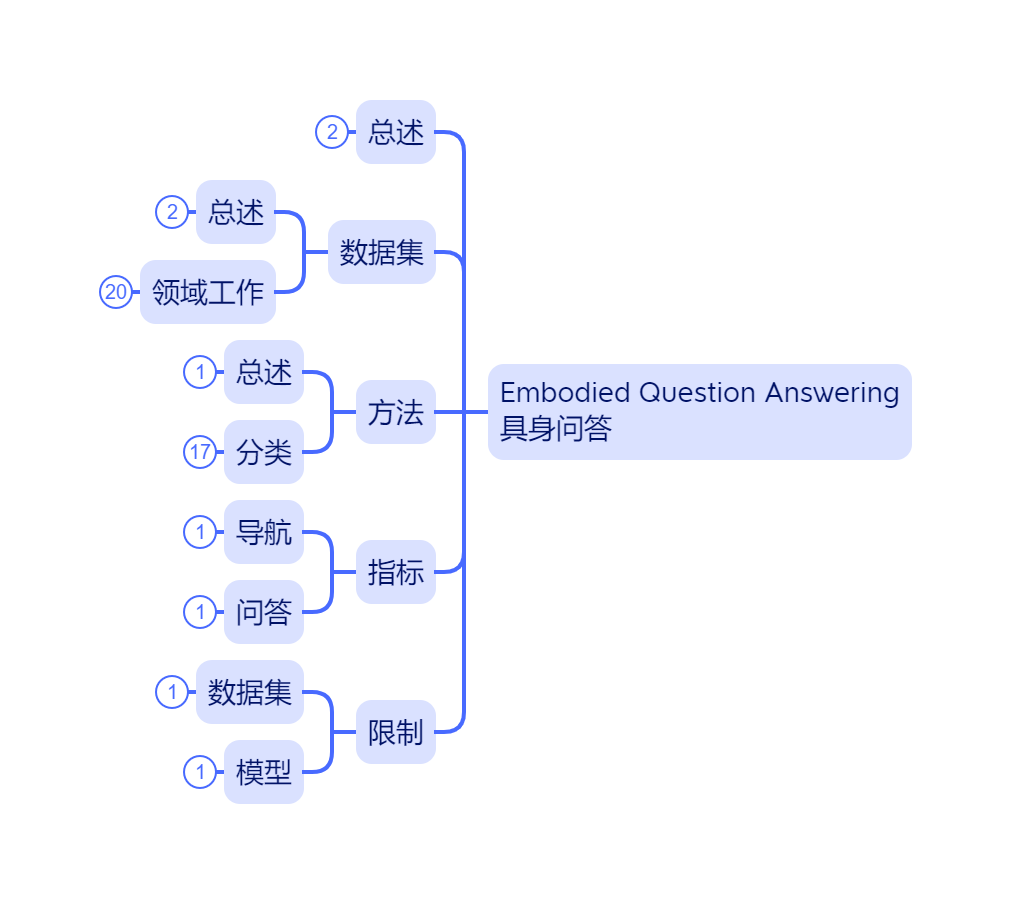 2
总述
2
总述
数据集
20
领域工作
1
总述
方法
17
分类
Embodied Question Answering
具身问答
1
导航
指标
1
问答
1
数据集
限制
1
模型